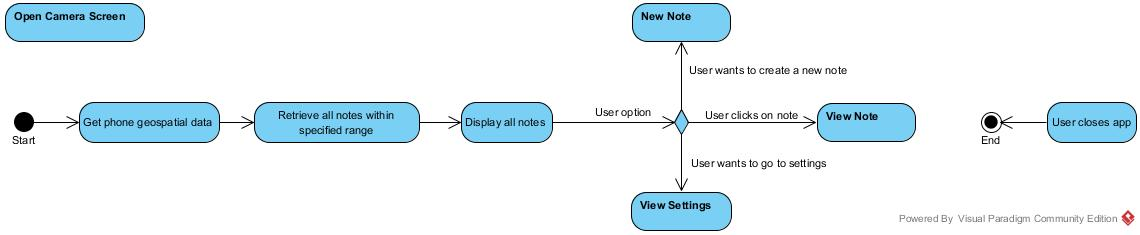 Open Camera Screen
New Note
User wants to create a new note
Start
Get phone geospatial data
Retrieve all notes within
specified range
Display all notes
User option
User clicks on note
View Note
End
User closes app
User wants to go to settings
View Settings
Powered By Visual Paradigm Community Edition